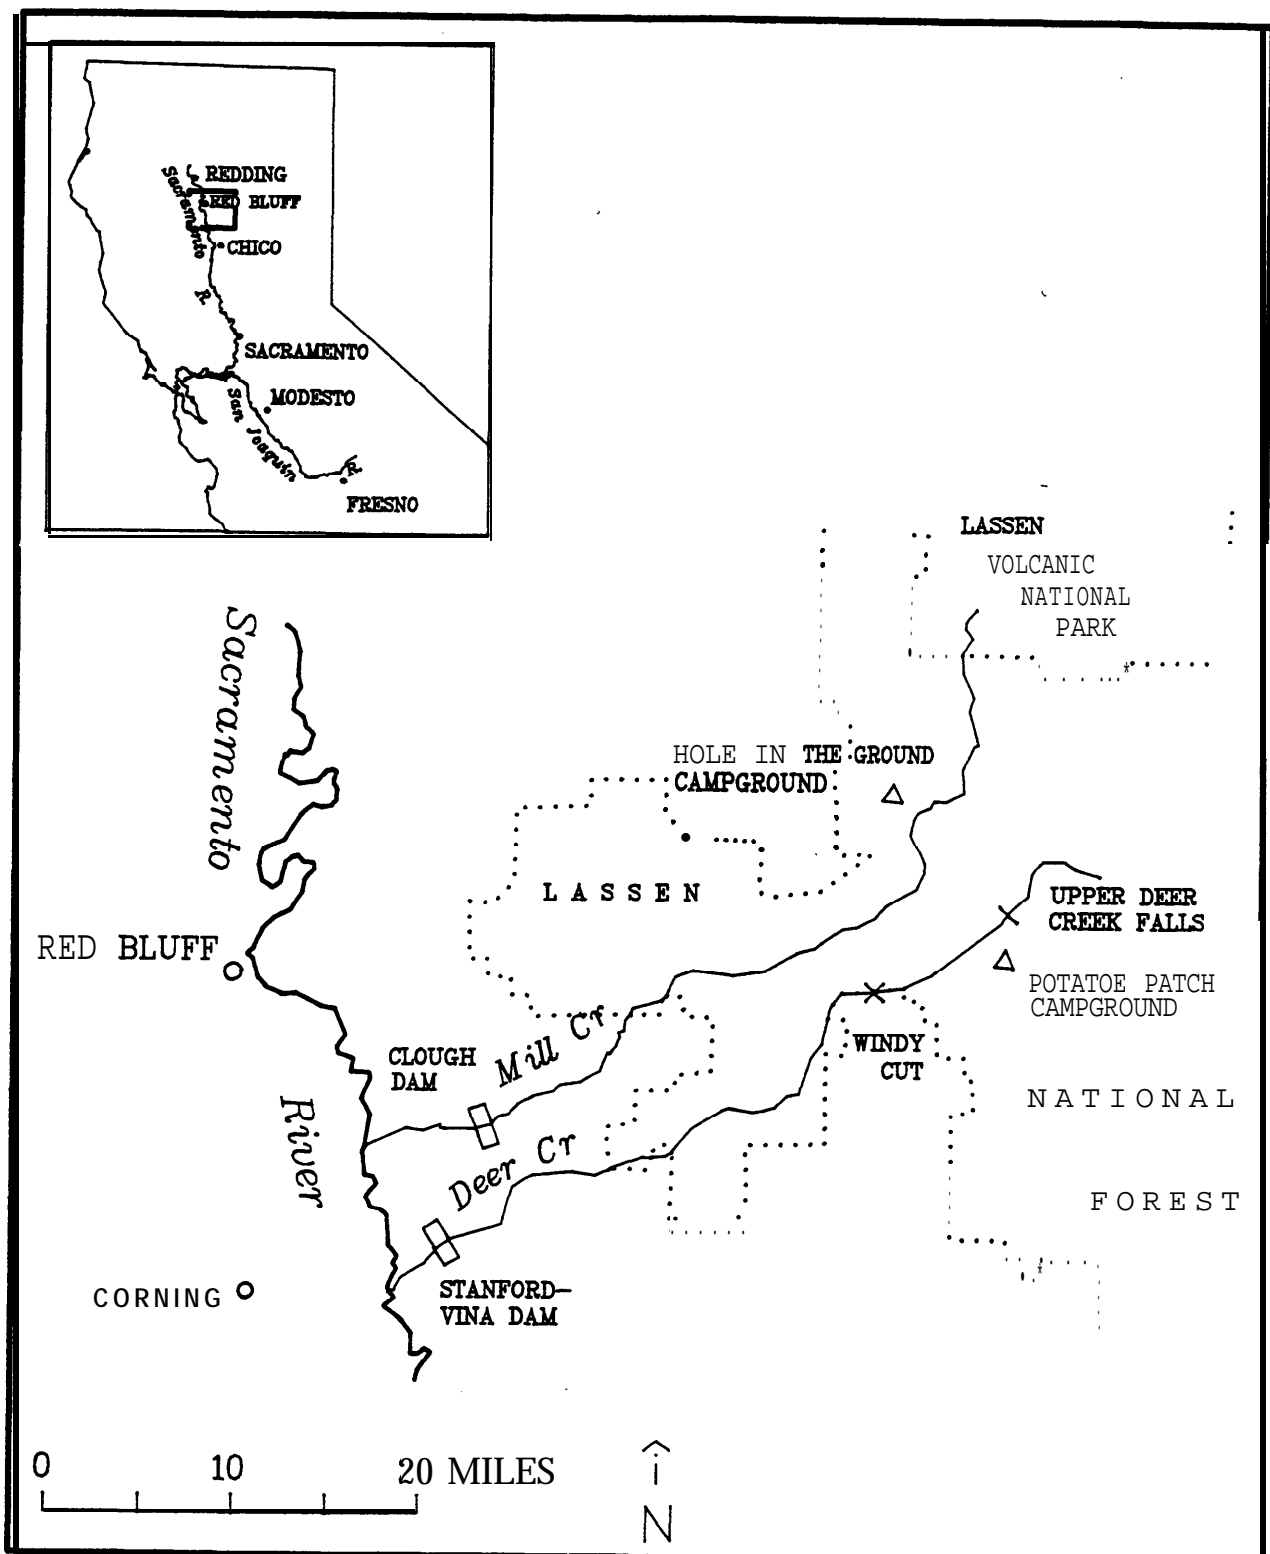 REDDING
Sacramento
RED BLUFF
CHICO
R
SACRAMENTO
MODESTO
San Joaquin
R
FRESNO
LASSEN
VOLCANIC
NATIONAL
PARK
Sacramento
HOLE IN THE GROUND
CAMPGROUND
LASSEN
UPPER DEER
CREEK FALLS
RED BLUFF
POTATOE PATCH
CAMPGROUND
WINDY
CUT
CLOUGH
DAM
Mill Cr
NATIONAL
River
Deer Cr
FOREST
STANFORD-
VINA DAM
CORNING
0 10 20 MILES
N